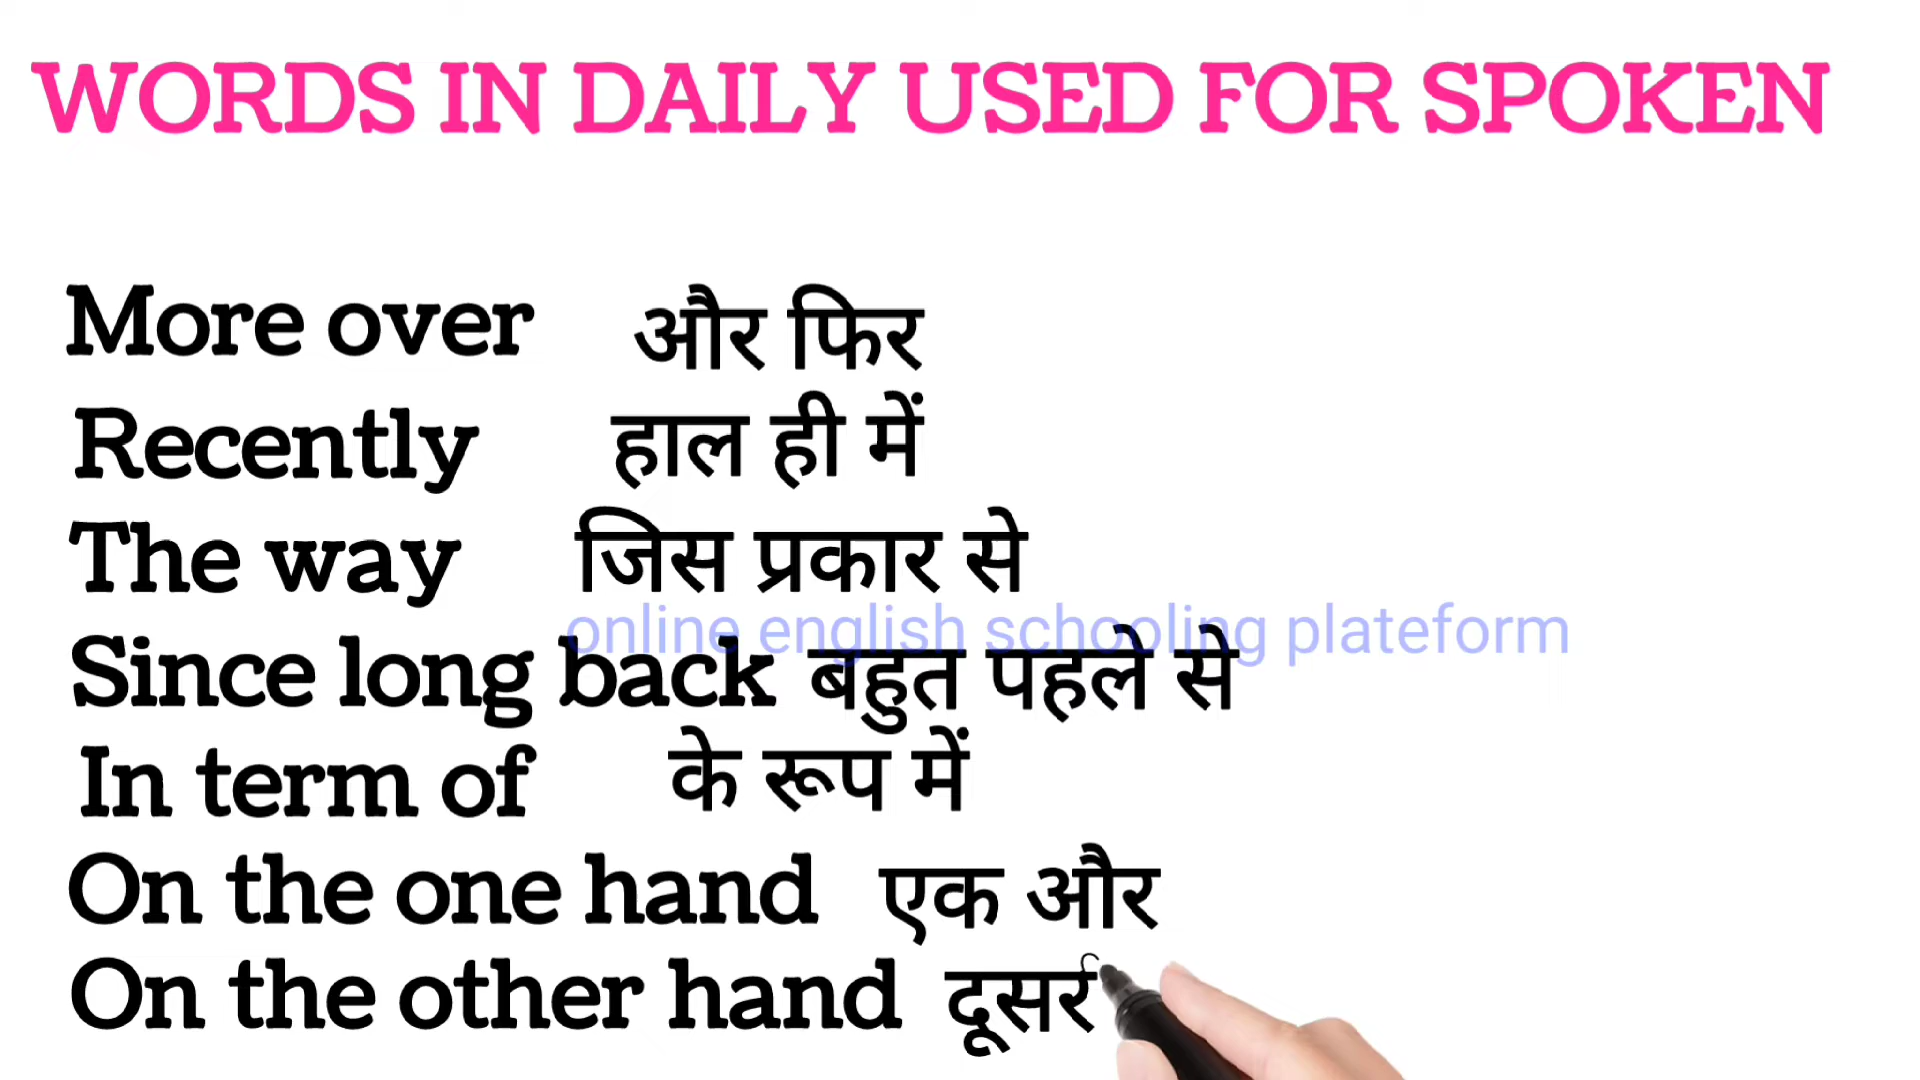 WORDS IN DAILY USED FOR SPOKEN
More over और फिर
Recently हाल ही में
The way जिस प्रकार से
online english schooling plateform
Since long back बहुत पहले से
In term of के रूप में
On the one hand एक और
On the other hand